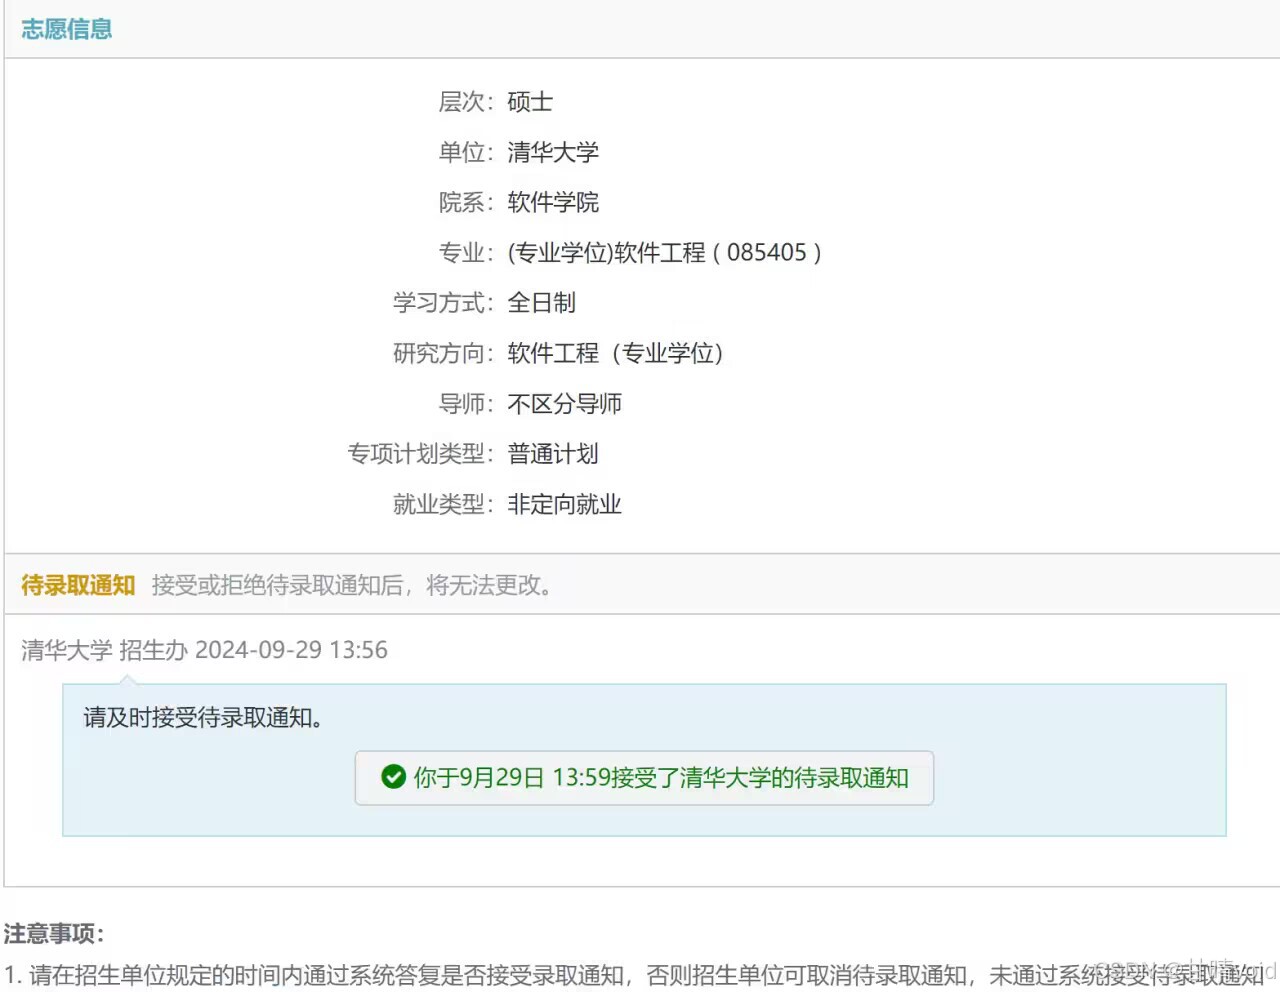 志愿信息
层次：硕士
单位：清华大学
院系：软件学院
专业：(专业学位)软件工程 ( 085405 )
学习方式：全日制
研究方向：软件工程（专业学位）
导师：不区分导师
专项计划类型：普通计划
就业类型：非定向就业
待录取通知 接受或拒绝待录取通知后，将无法更改。
清华大学 招生办 2024-09-29 13:56
请及时接受待录取通知。
你于9月29日 13:59接受了清华大学的待录取通知
注意事项：
1. 请在招生单位规定的时间内通过系统答复是否接受录取通知，否则招生单位可取消待录取通知，未通过系统接受待录取通知